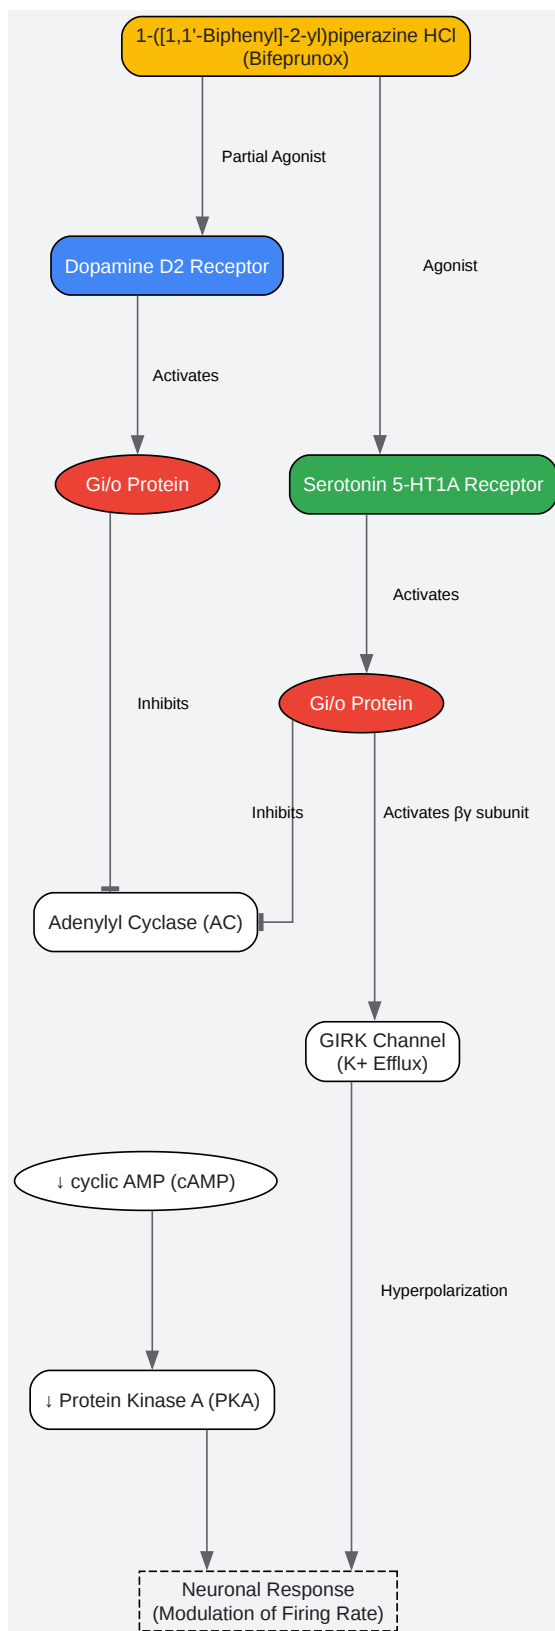 1-([1,1'-Biphenyl]-2-yl)piperazine HCl
(Bifeprunox)
Partial Agonist
Dopamine D2 Receptor
Agonist
Activates
Gi/o Protein
Serotonin 5-HT1A Receptor
Activates
Inhibits
Gi/o Protein
Inhibits
Activates βγ subunit
Adenylyl Cyclase (AC)
GIRK Channel
(K+ Efflux)
↓ cyclic AMP (cAMP)
Hyperpolarization
↓ Protein Kinase A (PKA)
Neuronal Response
(Modulation of Firing Rate)